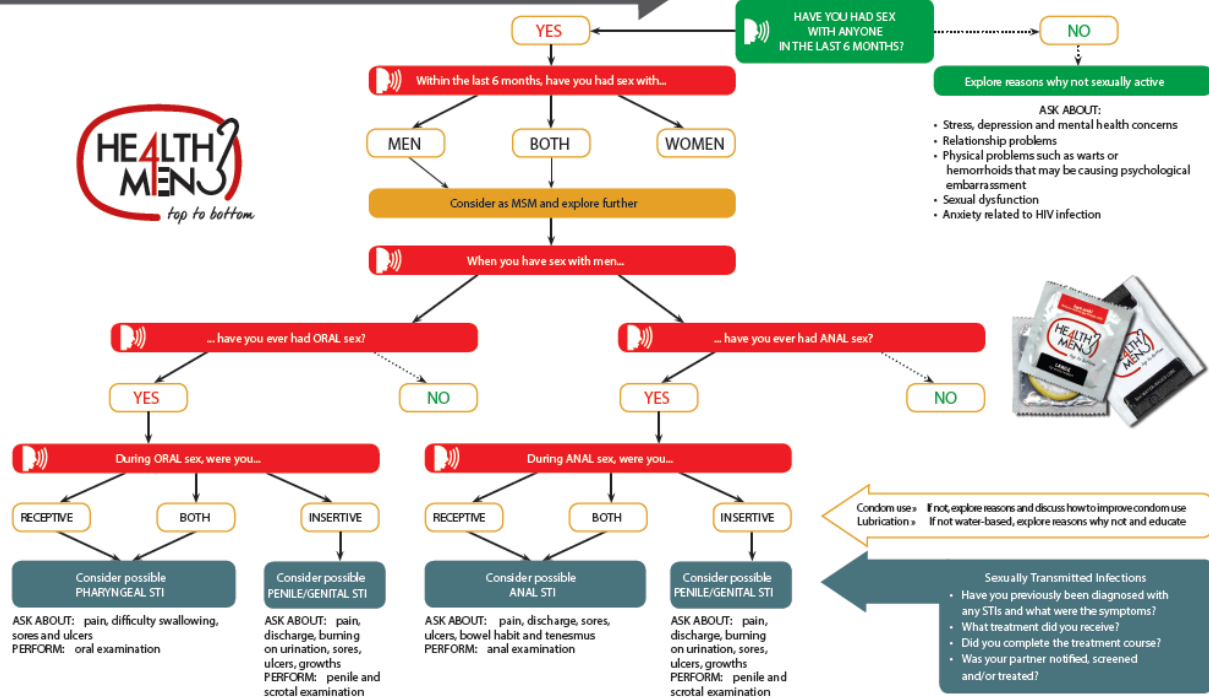 HAVE YOU HAD SEX
WITH ANYONE
IN THE LAST 6 MONTHS?
YES
NO
Within the last 6 months, have you had sex with...
Explore reasons why not sexually active
ASK ABOUT:
• Stress, depression and mental health concerns
• Relationship problems
• Physical problems such as warts or
hemorrhoids that may be causing psychological
embarrassment
• Sexual dysfunction
• Anxiety related to HIV infection
HE4LTH
MEN
top to bottom
MEN
BOTH
WOMEN
Consider as MSM and explore further
When you have sex with men...
... have you ever had ORAL sex?
... have you ever had ANAL sex?
YES
NO
YES
NO
HE4LTH
MEN
top to bottom
LARGE
HE4LTH
MEN
top to bottom
During ORAL sex, were you...
During ANAL sex, were you...
RECEPTIVE
BOTH
INSERTIVE
RECEPTIVE
BOTH
INSERTIVE
Condom use » If not, explore reasons and discuss how to improve condom use
Lubrication » If not water-based, explore reasons why not and educate
Consider possible
PHARYNGEAL STI
ASK ABOUT: pain, difficulty swallowing,
sores and ulcers
PERFORM: oral examination
Consider possible
PENILE/GENITAL STI
ASK ABOUT: pain,
discharge, burning
on urination, sores,
ulcers, growths
PERFORM: penile and
scrotal examination
Consider possible
ANAL STI
ASK ABOUT: pain, discharge, sores,
ulcers, bowel habit and tenesmus
PERFORM: anal examination
Consider possible
PENILE/GENITAL STI
ASK ABOUT: pain,
discharge, burning
on urination, sores,
ulcers, growths
PERFORM: penile and
scrotal examination
Sexually Transmitted Infections
• Have you previously been diagnosed with
any STIs and what were the symptoms?
• What treatment did you receive?
• Did you complete the treatment course?
• Was your partner notified, screened
and/or treated?